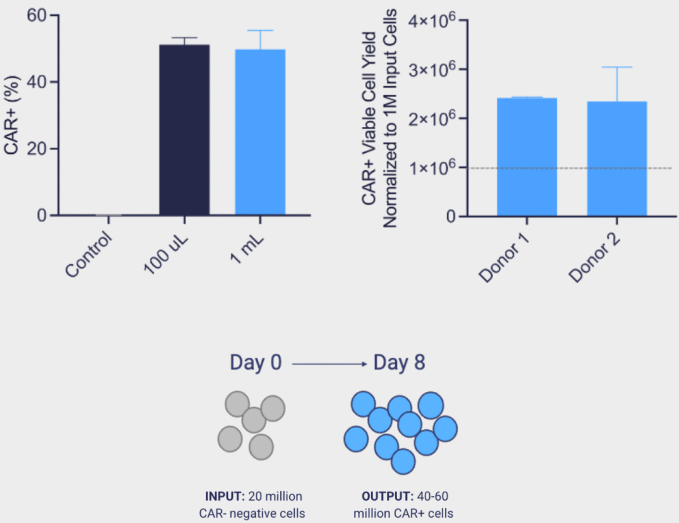 CAR+ (%)
60
40
20
0
Control
100 uL
1 mL
CAR+ Viable Cell Yield
Normalized to 1M Input Cells
4×10⁶
3×10⁶
2×10⁶
1×10⁶
0
Donor 1
Donor 2
Day 0
Day 8
INPUT: 20 million
CAR- negative cells
OUTPUT: 40-60
million CAR+ cells